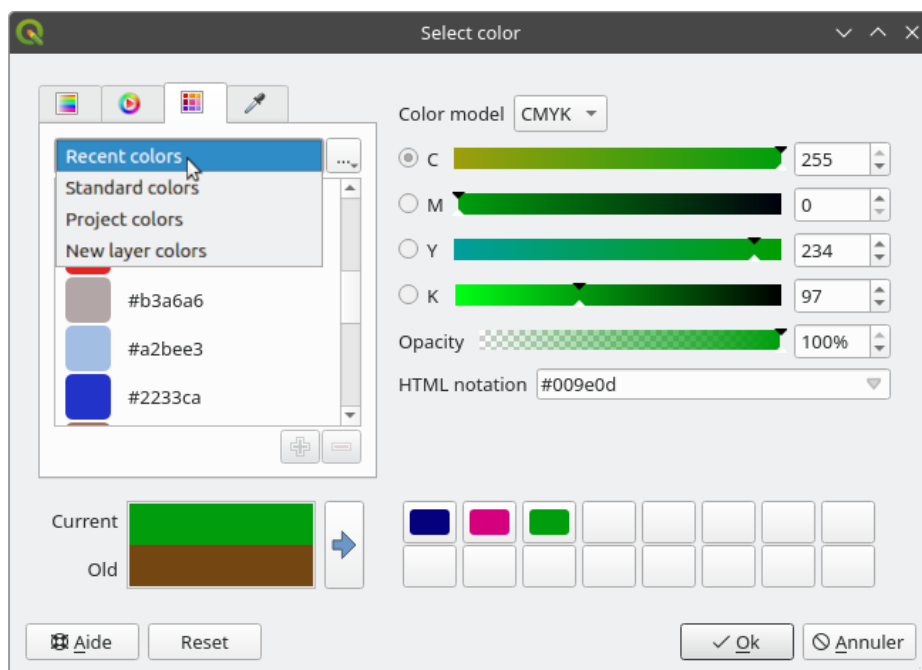 Select color
Color model CMYK
Recent colors ...
Standard colors
Project colors
New layer colors
#b3a6a6
#a2bee3
#2233ca
C 255
M 0
Y 234
K 97
Opacity 100%
HTML notation #009e0d
Current
Old
Aide
Reset
Ok
Annuler